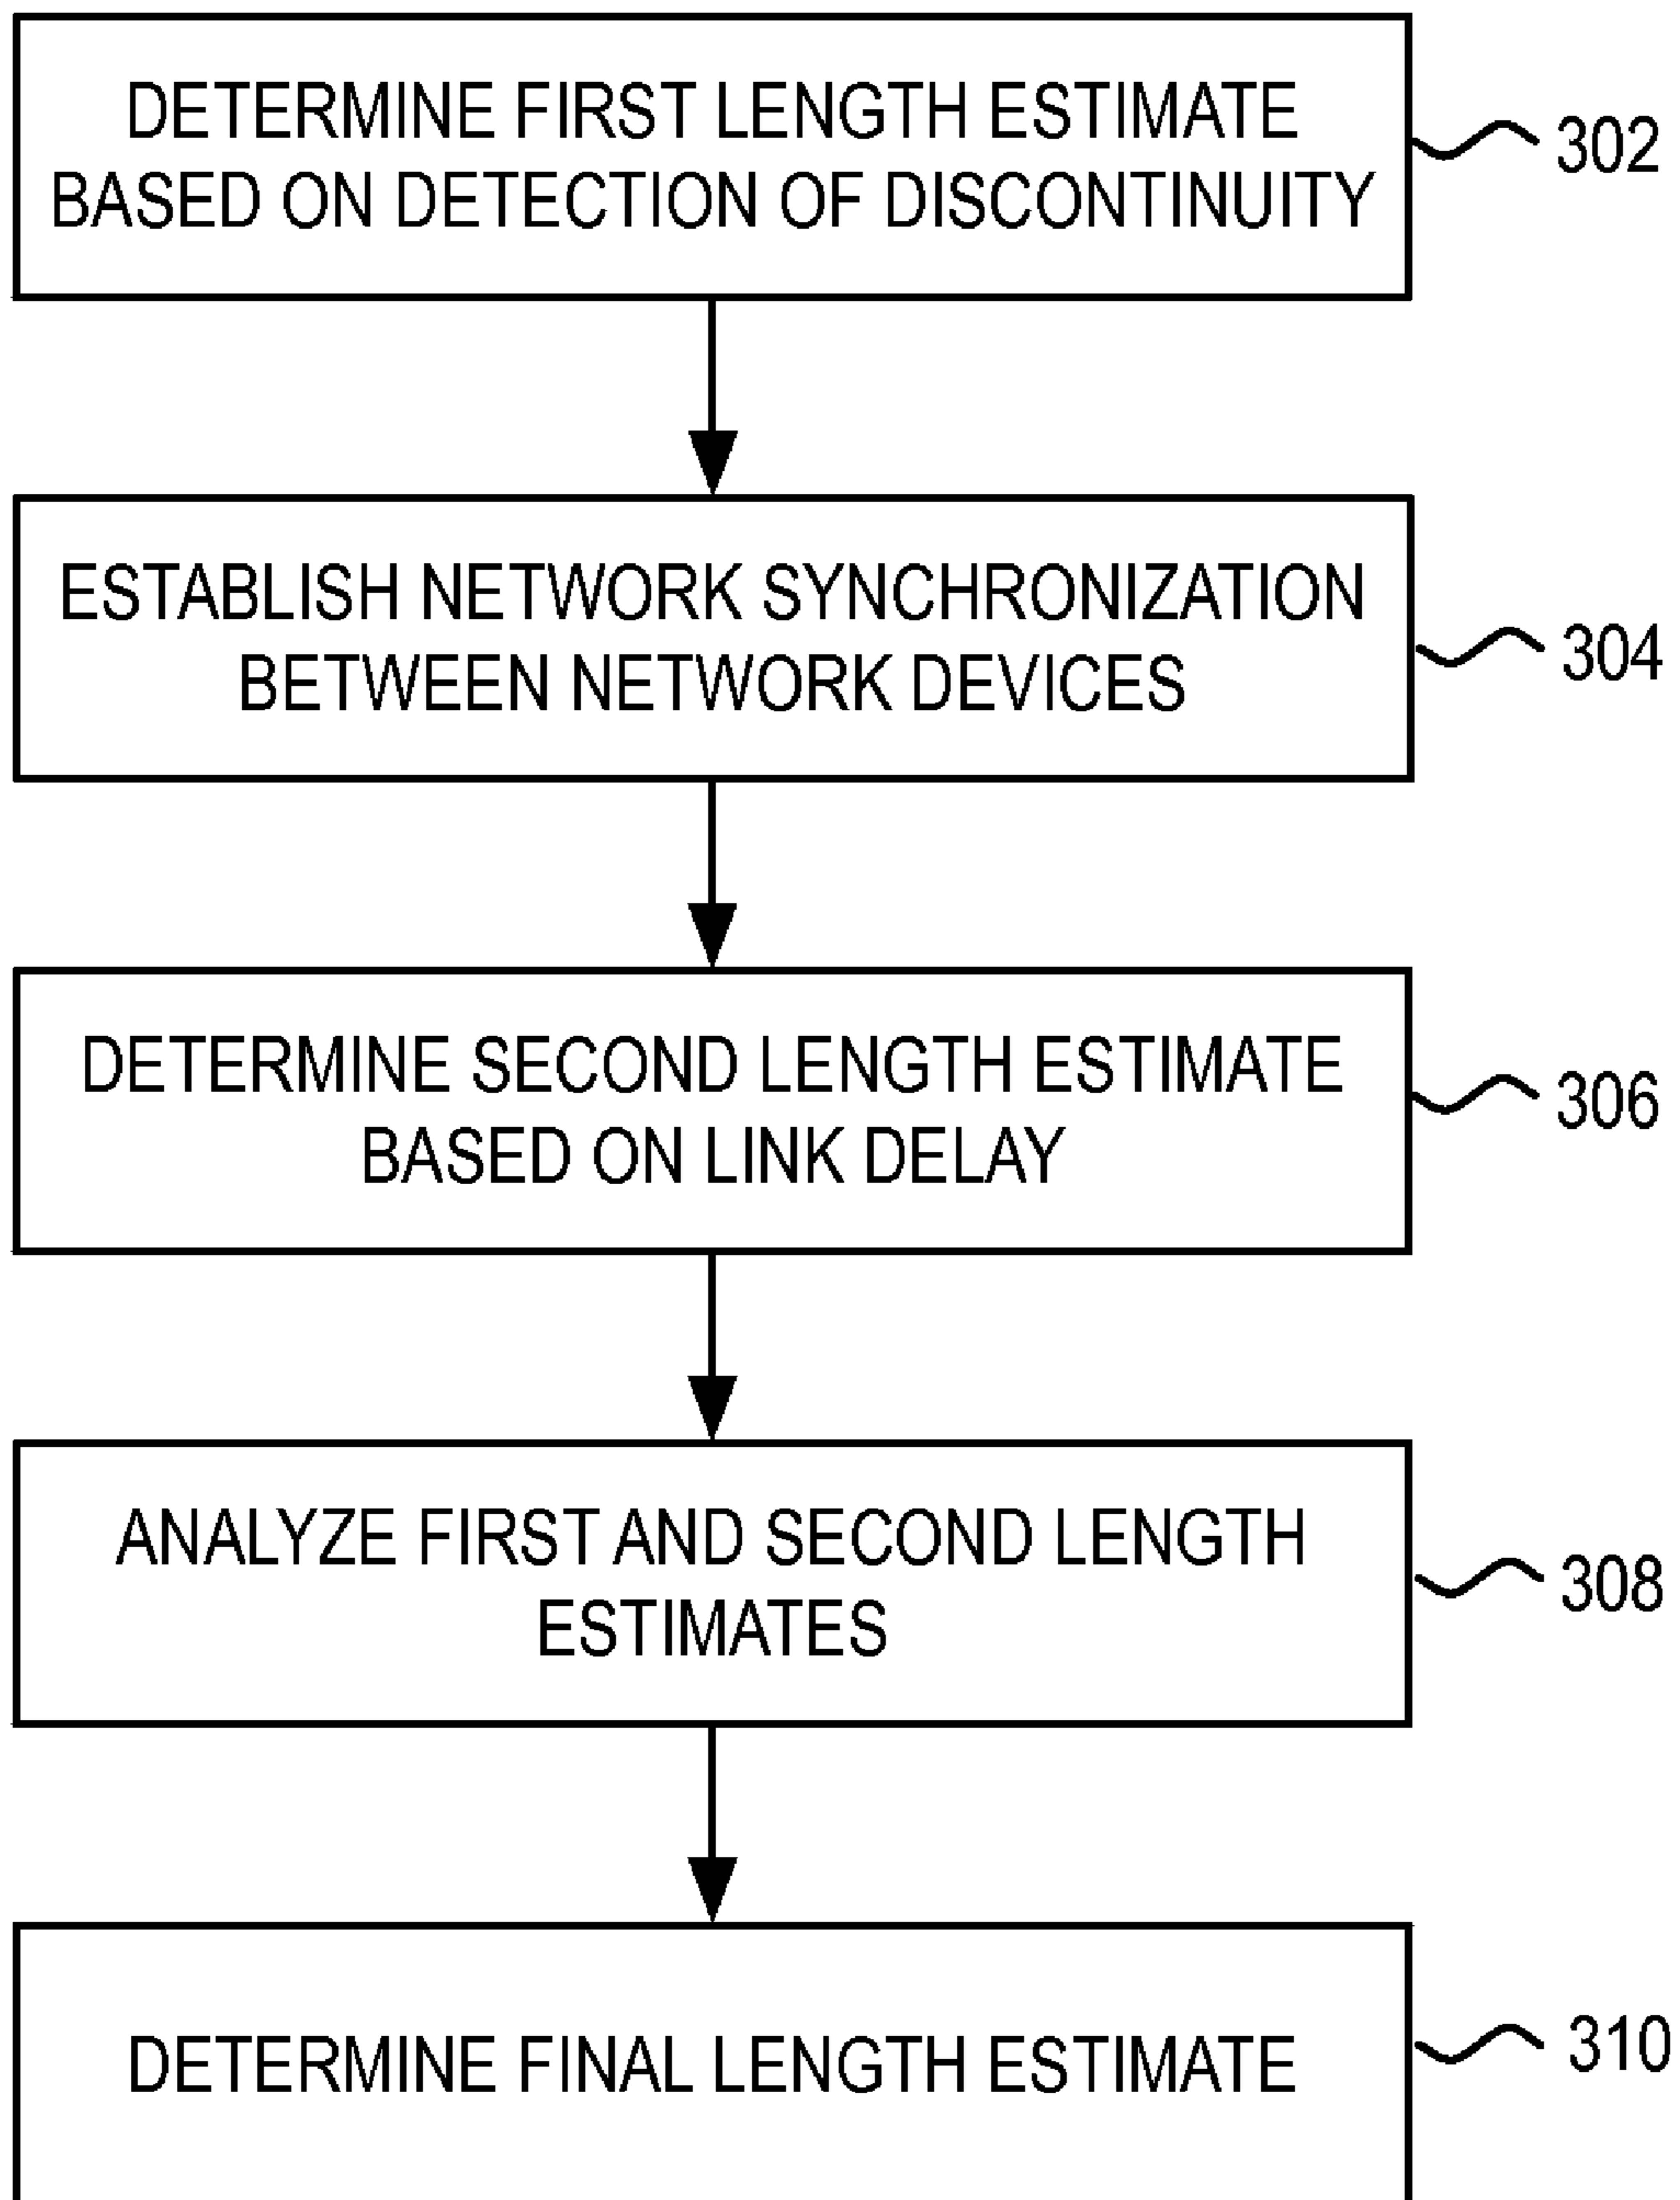 DETERMINE FIRST LENGTH ESTIMATE
BASED ON DETECTION OF DISCONTINUITY
302
ESTABLISH NETWORK SYNCHRONIZATION
BETWEEN NETWORK DEVICES
304
DETERMINE SECOND LENGTH ESTIMATE
BASED ON LINK DELAY
306
ANALYZE FIRST AND SECOND LENGTH
ESTIMATES
308
DETERMINE FINAL LENGTH ESTIMATE
310